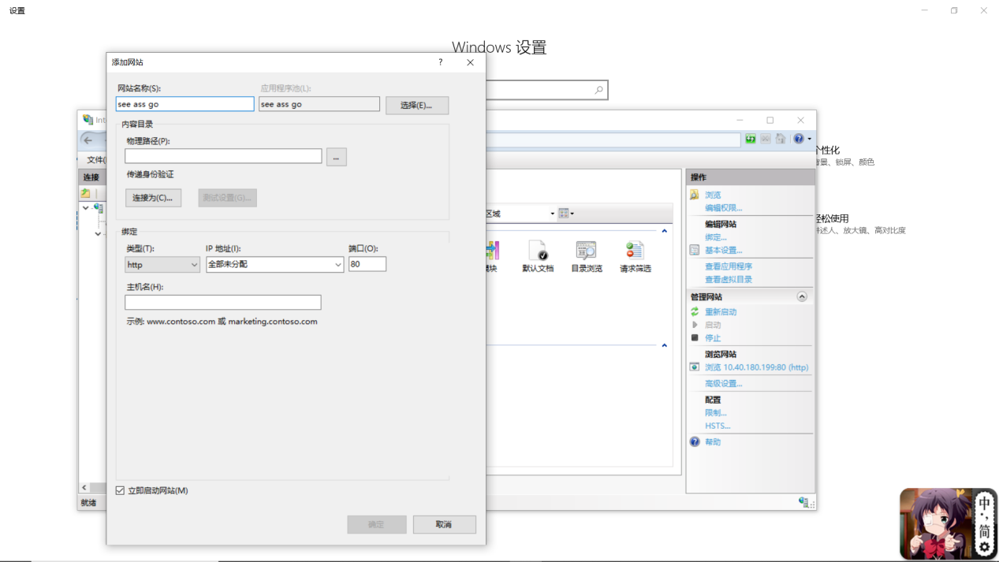 设置
Windows 设置
添加网站
?
网站名称(S):
应用程序池(L):
see ass go
see ass go
选择(E)...
内容目录
物理路径(P):
...
传递身份验证
连接为(C)...
测试设置(G)...
绑定
类型(T):
IP 地址(I):
端口(O):
http
全部未分配
80
主机名(H):
示例: www.contoso.com 或 marketing.contoso.com
立即启动网站(M)
确定
取消
Int
文件(
连接
就绪
区域
默认文档
目录浏览
请求筛选
操作
浏览
编辑权限...
编辑网站
绑定...
基本设置...
查看应用程序
查看虚拟目录
管理网站
重新启动
启动
停止
浏览网站
浏览 10.40.180.199:80 (http)
高级设置...
配置
限制...
HSTS...
帮助
个性化
背景、锁屏、颜色
轻松使用
讲述人、放大镜、高对比度
中
简